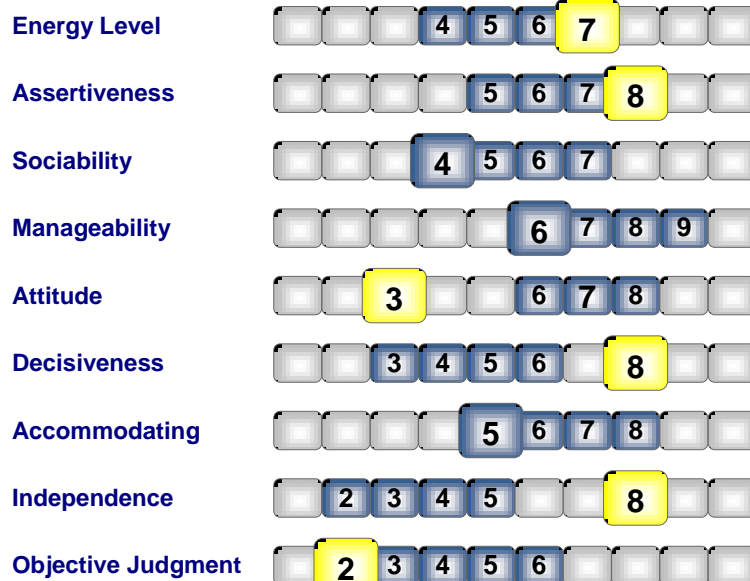 Energy Level 4 5 6 7
Assertiveness 5 6 7 8
Sociability 4 5 6 7
Manageability 6 7 8 9
Attitude 3 6 7 8
Decisiveness 3 4 5 6 8
Accommodating 5 6 7 8
Independence 2 3 4 5 8
Objective Judgment 2 3 4 5 6